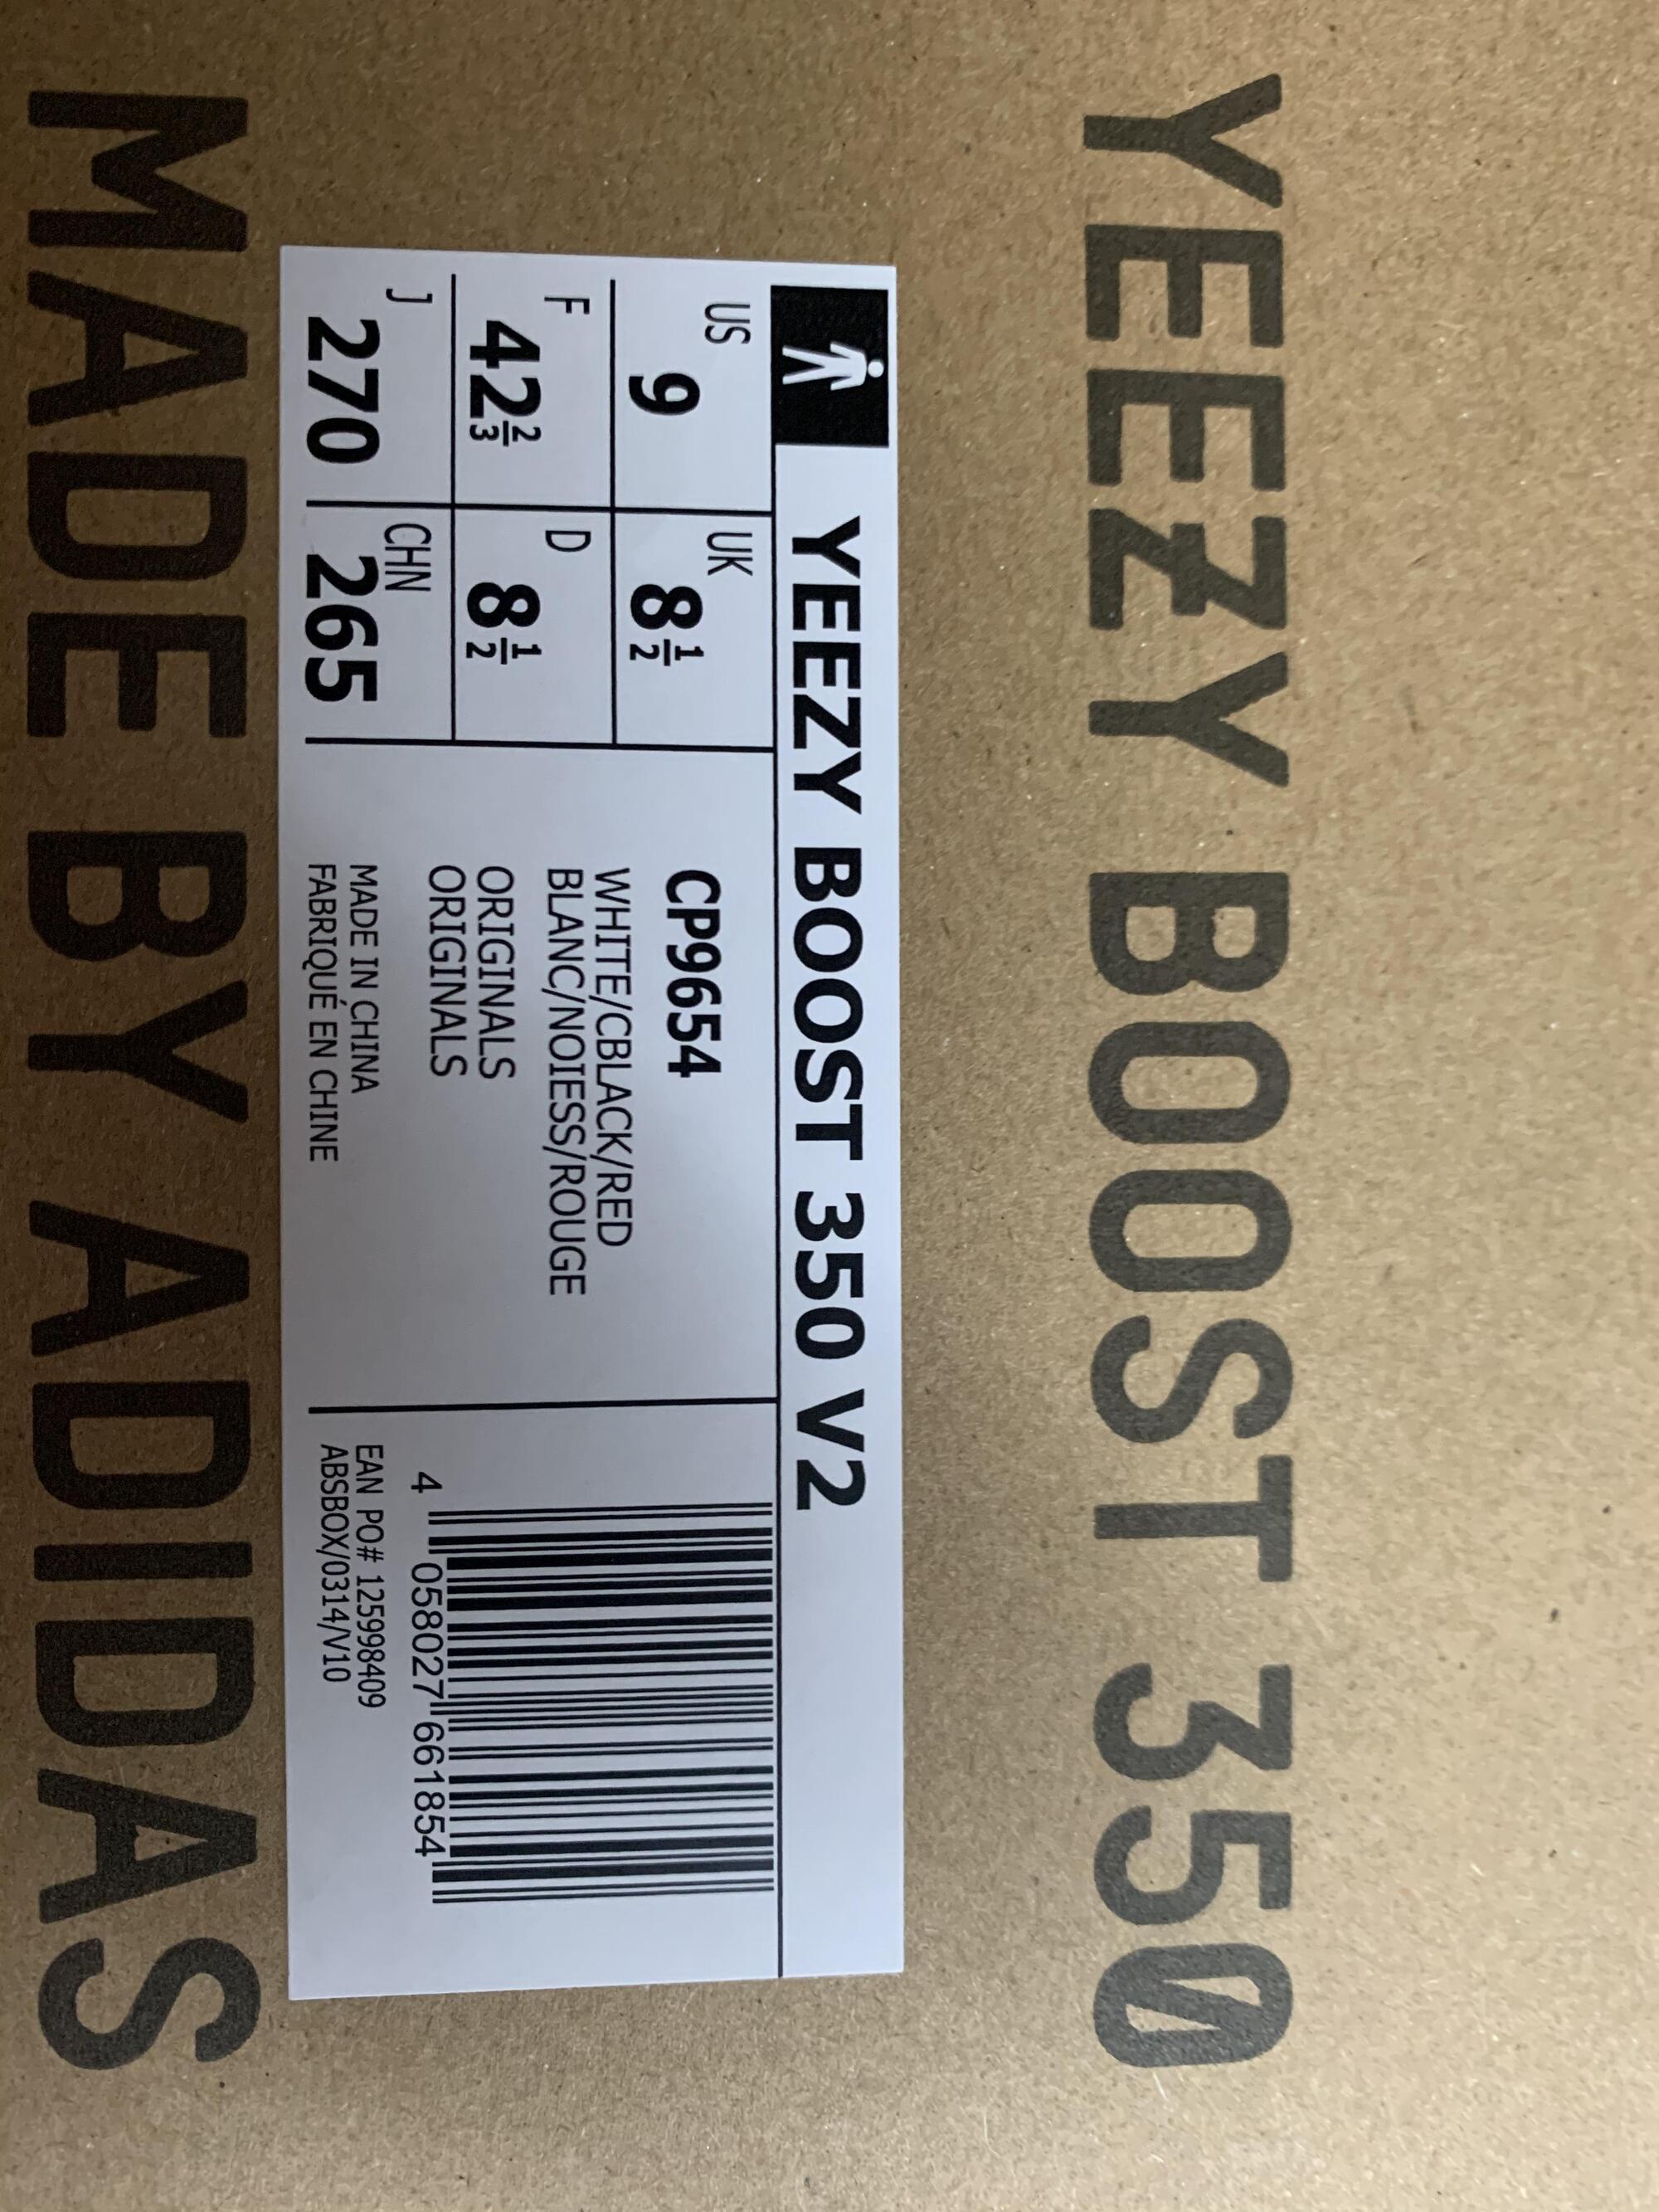 YEEZY BOOST 350
YEEZY BOOST 350 V2
US 9
UK 8 1/2
F 42 2/3
D 8 1/2
J 270
CHN 265
CP9654
WHITE/CBLACK/RED
BLANC/NOIESS/ROUGE
ORIGINALS
ORIGINALS
MADE IN CHINA
FABRIQUÉ EN CHINE
4 058027 661854
EAN PO# 125998409
ABSBOX/0314/V10
MADE BY ADIDAS